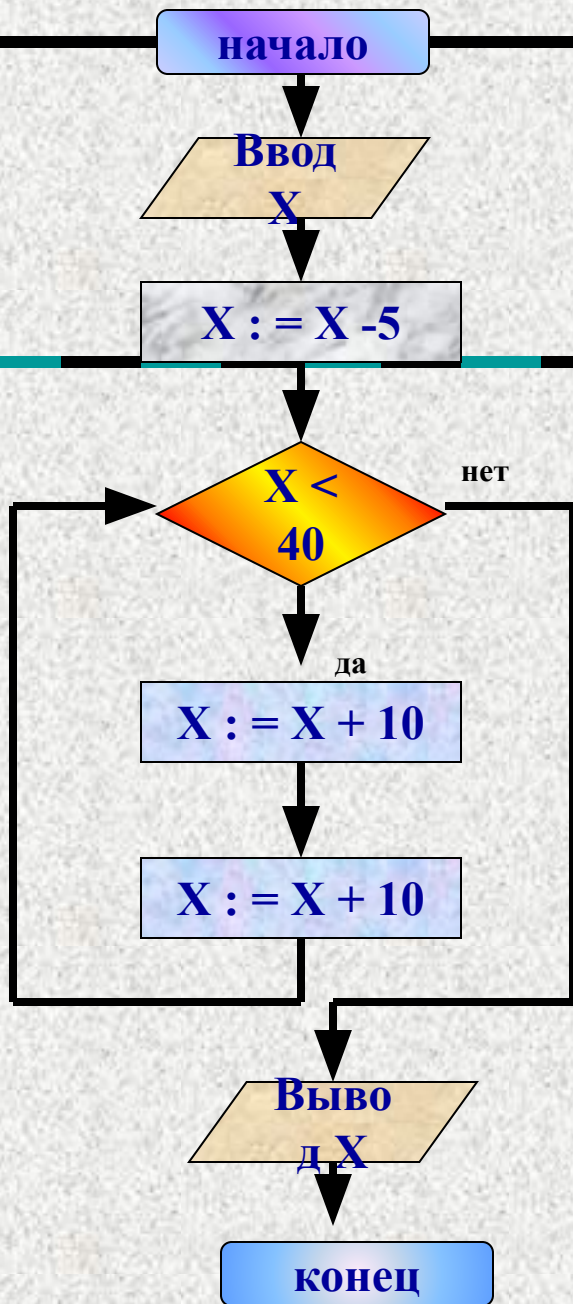 начало
Ввод
X
X : = X -5
X <
40
нет
да
X : = X + 10
X : = X + 10
Выво
д X
конец